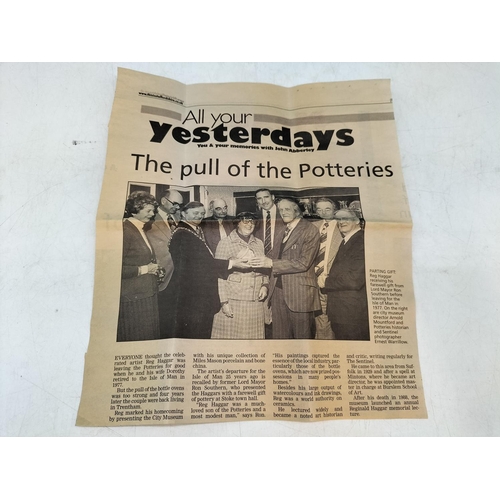 All your
yesterdays
You & your memories with John Abberley
The pull of the Potteries
PARTING GIFT:
Reg Haggar
receiving his
farewell gift from
Lord Mayor Ron
Southern before
leaving for the
Isle of Man in
1977. On the right
are city museum
director Arnold
Mountford and
Potteries historian
and Sentinel
photographer
Ernest Warrillow.
EVERYONE thought the celeb-
rated artist Reg Haggar was
leaving the Potteries for good
when he and his wife Dorothy
retired to the Isle of Man in
1977.
But the pull of the bottle ovens
was too strong and four years
later the couple were back living
in Trentham.
Reg marked his homecoming
by presenting the City Museum
with his unique collection of
Miles Mason porcelain and bone
china.
The artist's departure for the
Isle of Man 25 years ago is
recalled by former Lord Mayor
Ron Southern, who presented
the Haggars with a farewell gift
of pottery at Stoke town hall.
"Reg Haggar was a much-
loved son of the Potteries and a
most modest man," says Ron.
"His paintings captured the
essence of the local industry, par-
ticularly those of the bottle
ovens, which are now prized pos-
sessions in many people's
homes."
Besides his large output of
watercolours and ink drawings,
Reg was a world authority on
ceramics.
He lectured widely and
became a noted art historian
and critic, writing regularly for
The Sentinel.
He came to this area from Suf-
folk in 1929 and after a spell at
Mintons, where he became art
director, he was appointed mas-
ter in charge at Burslem School
of Art.
After his death in 1988, the
museum launched an annual
Reginald Haggar memorial lec-
ture.